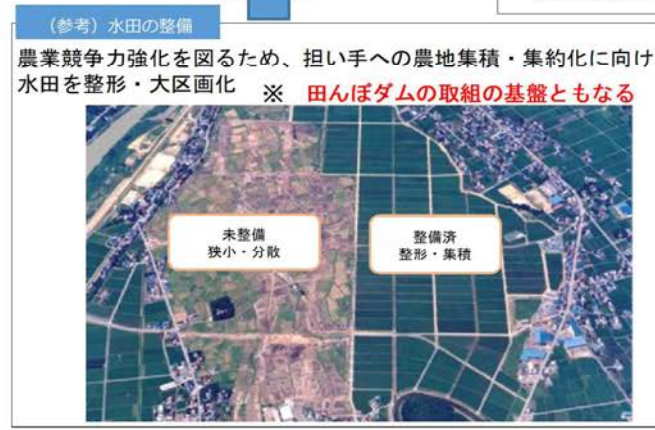 （参考）水田の整備
農業競争力強化を図るため、担い手への農地集積・集約化に向け
水田を整形・大区画化　※　田んぼダムの取組の基盤ともなる
未整備
狭小・分散
整備済
整形・集積